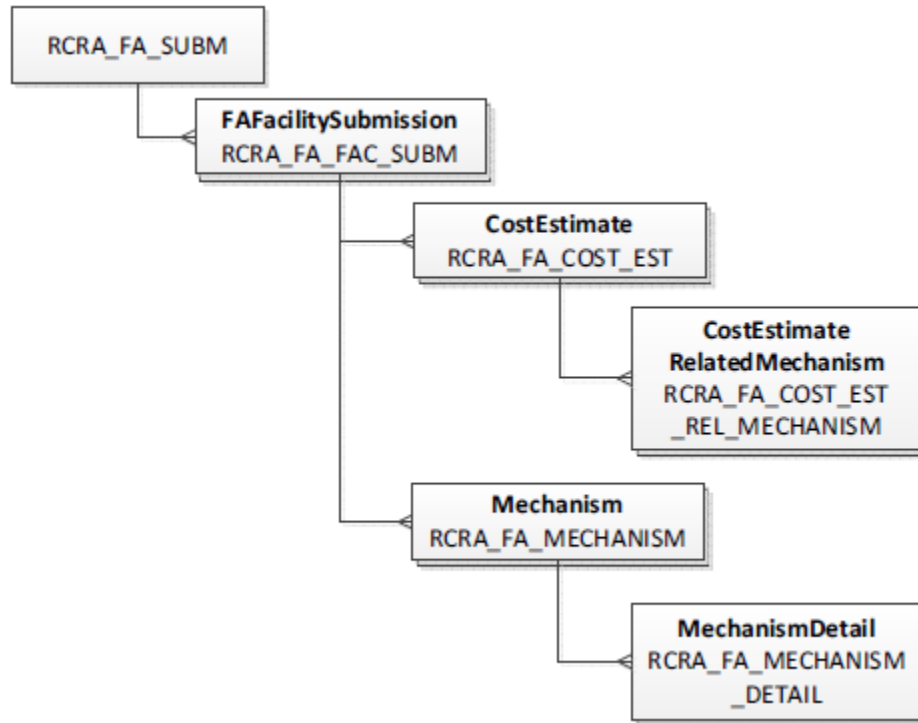 RCRA_FA_SUBM
FAFacilitySubmission
RCRA_FA_FAC_SUBM
CostEstimate
RCRA_FA_COST_EST
CostEstimate
RelatedMechanism
RCRA_FA_COST_EST
_REL_MECHANISM
Mechanism
RCRA_FA_MECHANISM
MechanismDetail
RCRA_FA_MECHANISM
_DETAIL